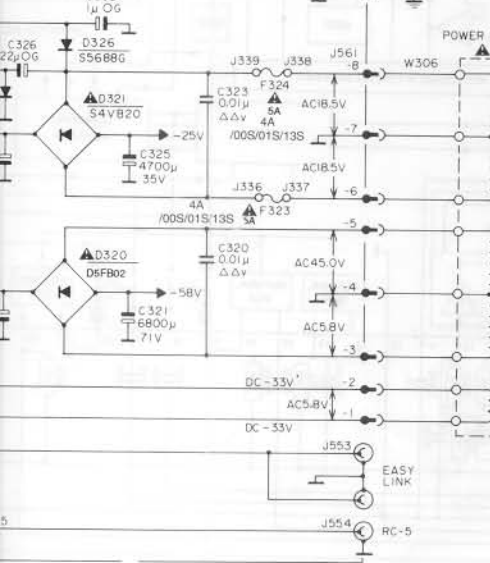 1µ OG
C326
22µOG
D326
S5688G
J339
J338
J561
-8
POWER
W306
F324
5A
4A
/00S/01S/13S
C323
0.01µ
△△v
AC18.5V
D321
S4VB20
-25V
-7
C325
4700µ
35V
AC18.5V
J336
J337
-6
4A
/00S/01S/13S
5A
F323
-5
D320
D5FB02
C320
0.01µ
△△v
AC45.0V
-58V
-4
C321
6800µ
71V
AC5.8V
-3
DC-33V'
-2
AC5.8V
-1
DC-33V
J553
EASY
LINK
5
J554
RC-5